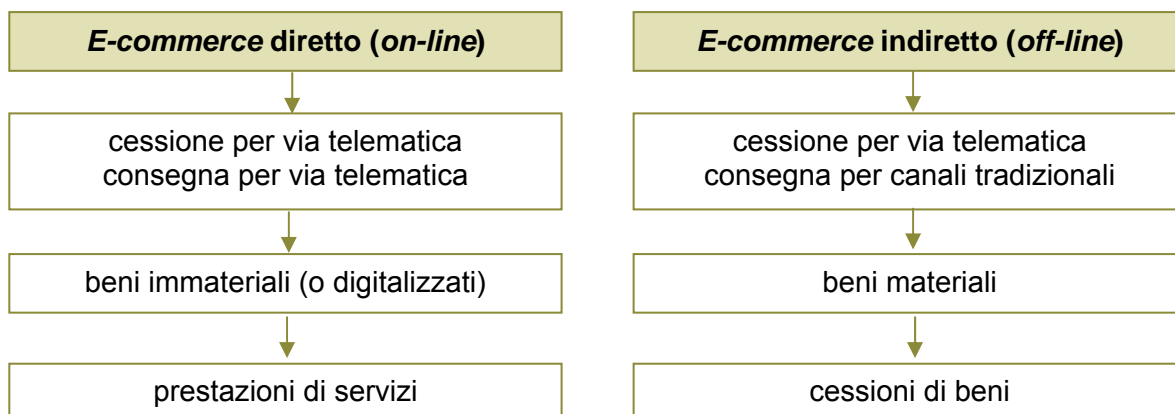 E-commerce diretto (on-line)
cessione per via telematica
consegna per via telematica
beni immateriali (o digitalizzati)
prestazioni di servizi
E-commerce indiretto (off-line)
cessione per via telematica
consegna per canali tradizionali
beni materiali
cessioni di beni